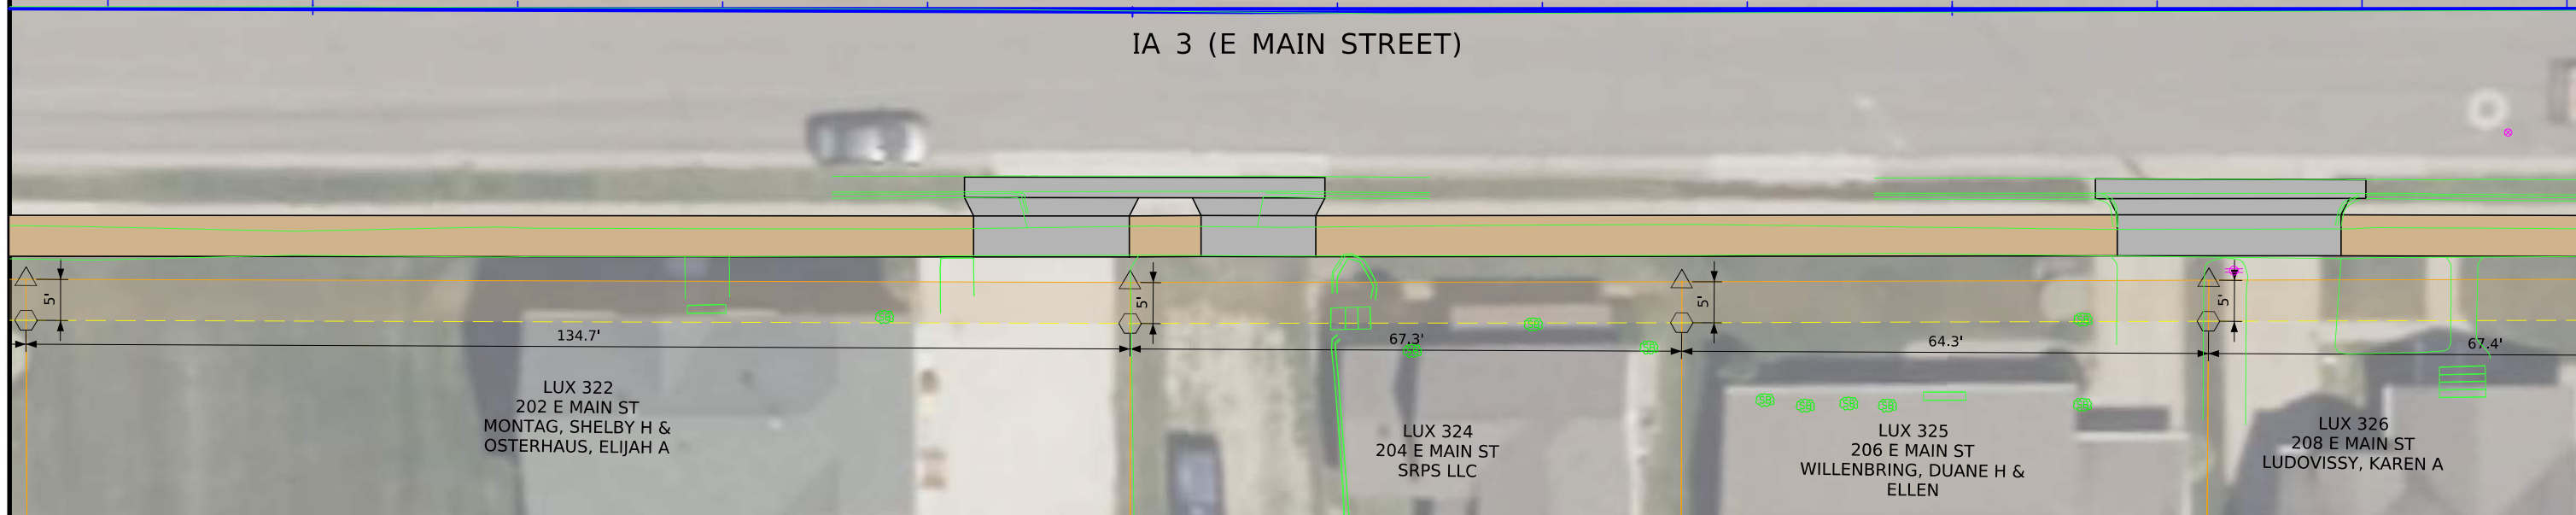 IA 3 (E MAIN STREET)
5'
5'
5'
5'
134.7'
67.3'
64.3'
67.4'
LUX 322
202 E MAIN ST
MONTAG, SHELBY H &
OSTERHAUS, ELIJAH A
LUX 324
204 E MAIN ST
SRPS LLC
LUX 325
206 E MAIN ST
WILLENBRING, DUANE H &
ELLEN
LUX 326
208 E MAIN ST
LUDOVISSY, KAREN A